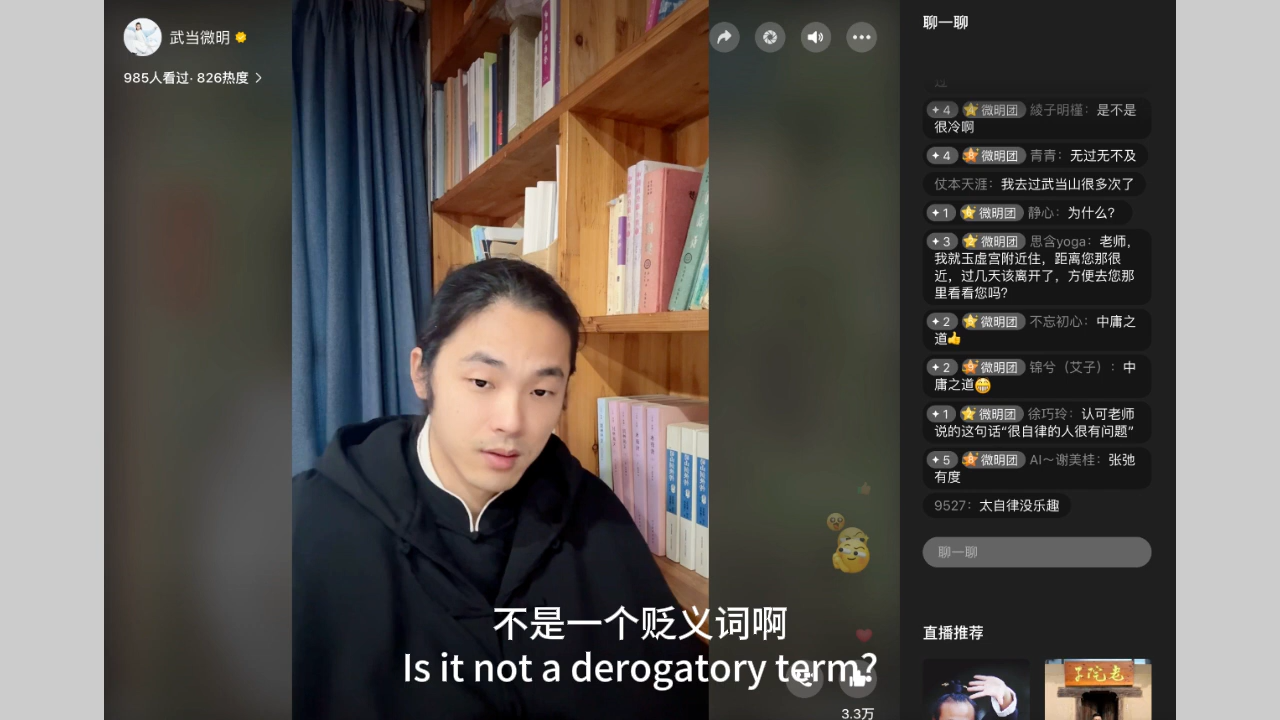 武当微明
985人看过· 826热度 >
不是一个贬义词啊
Is it not a derogatory term?
3.3万
聊一聊
4 微明团 綾子明槿：是不是
很冷啊
4 微明团 青青：无过无不及
仗本天涯：我去过武当山很多次了
1 微明团 静心：为什么?
3 微明团 思含yoga：老师，
我就玉虚宫附近住，距离您那很
近，过几天该离开了，方便去您那
里看看您吗?
2 微明团 不忘初心：中庸之
道👍
2 微明团 锦兮（艾子）：中
庸之道😁
1 微明团 徐巧玲：认可老师
说的这句话“很自律的人很有问题”
5 微明团 AI～谢美桂：张弛
有度
9527：太自律没乐趣
聊一聊
直播推荐